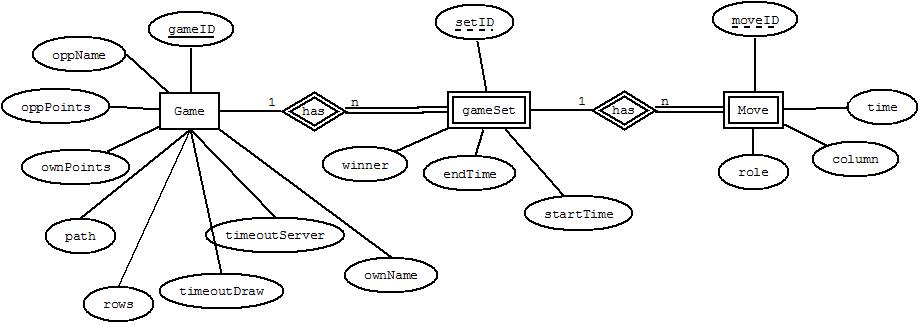 gameID
setID
moveID
oppName
oppPoints
Game
1
has
n
gameSet
1
has
n
Move
time
ownPoints
winner
endTime
role
column
path
timeoutServer
startTime
rows
timeoutDraw
ownName